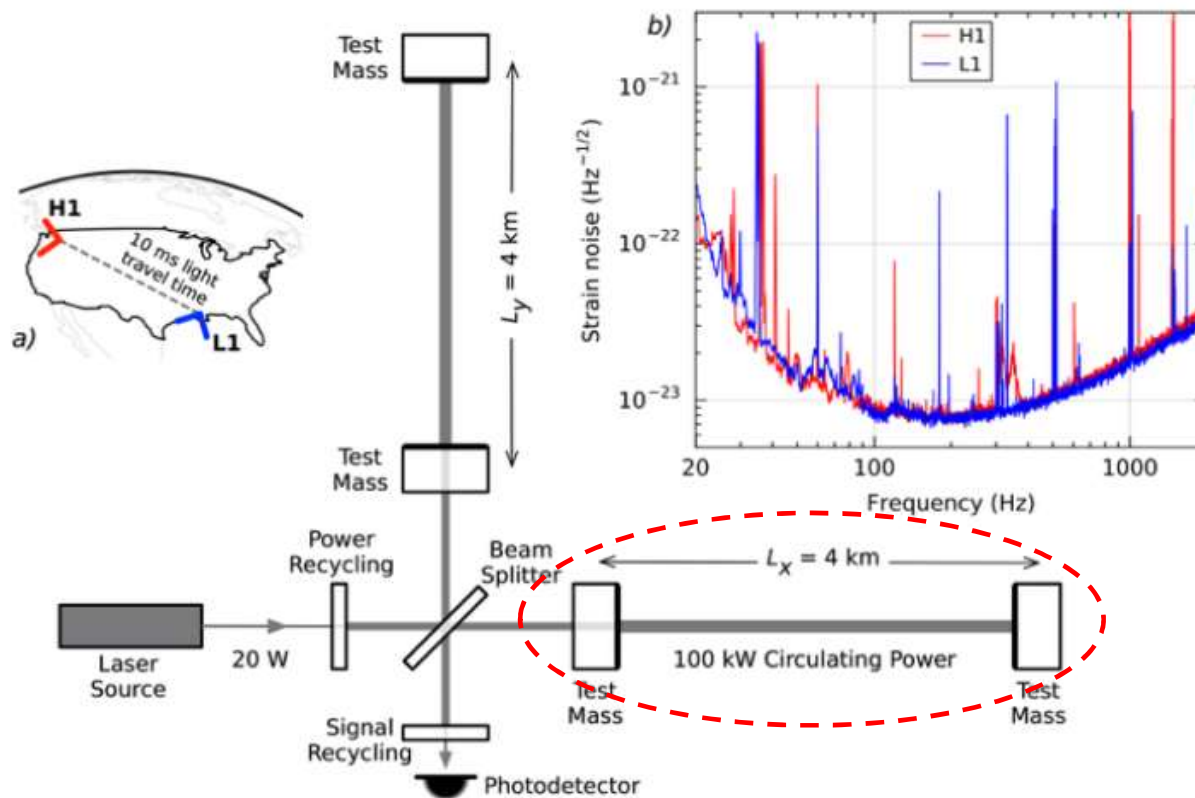 Test
Mass
L_y = 4 km
Test
Mass
Power
Recycling
Beam
Splitter
Laser
Source
20 W
L_x = 4 km
100 kW Circulating Power
Test
Mass
Test
Mass
Signal
Recycling
Photodetector
a)
H1
10 ms light
travel time
L1
b)
H1
L1
Strain noise (Hz^{-1/2})
10^{-21}
10^{-22}
10^{-23}
20
100
1000
Frequency (Hz)